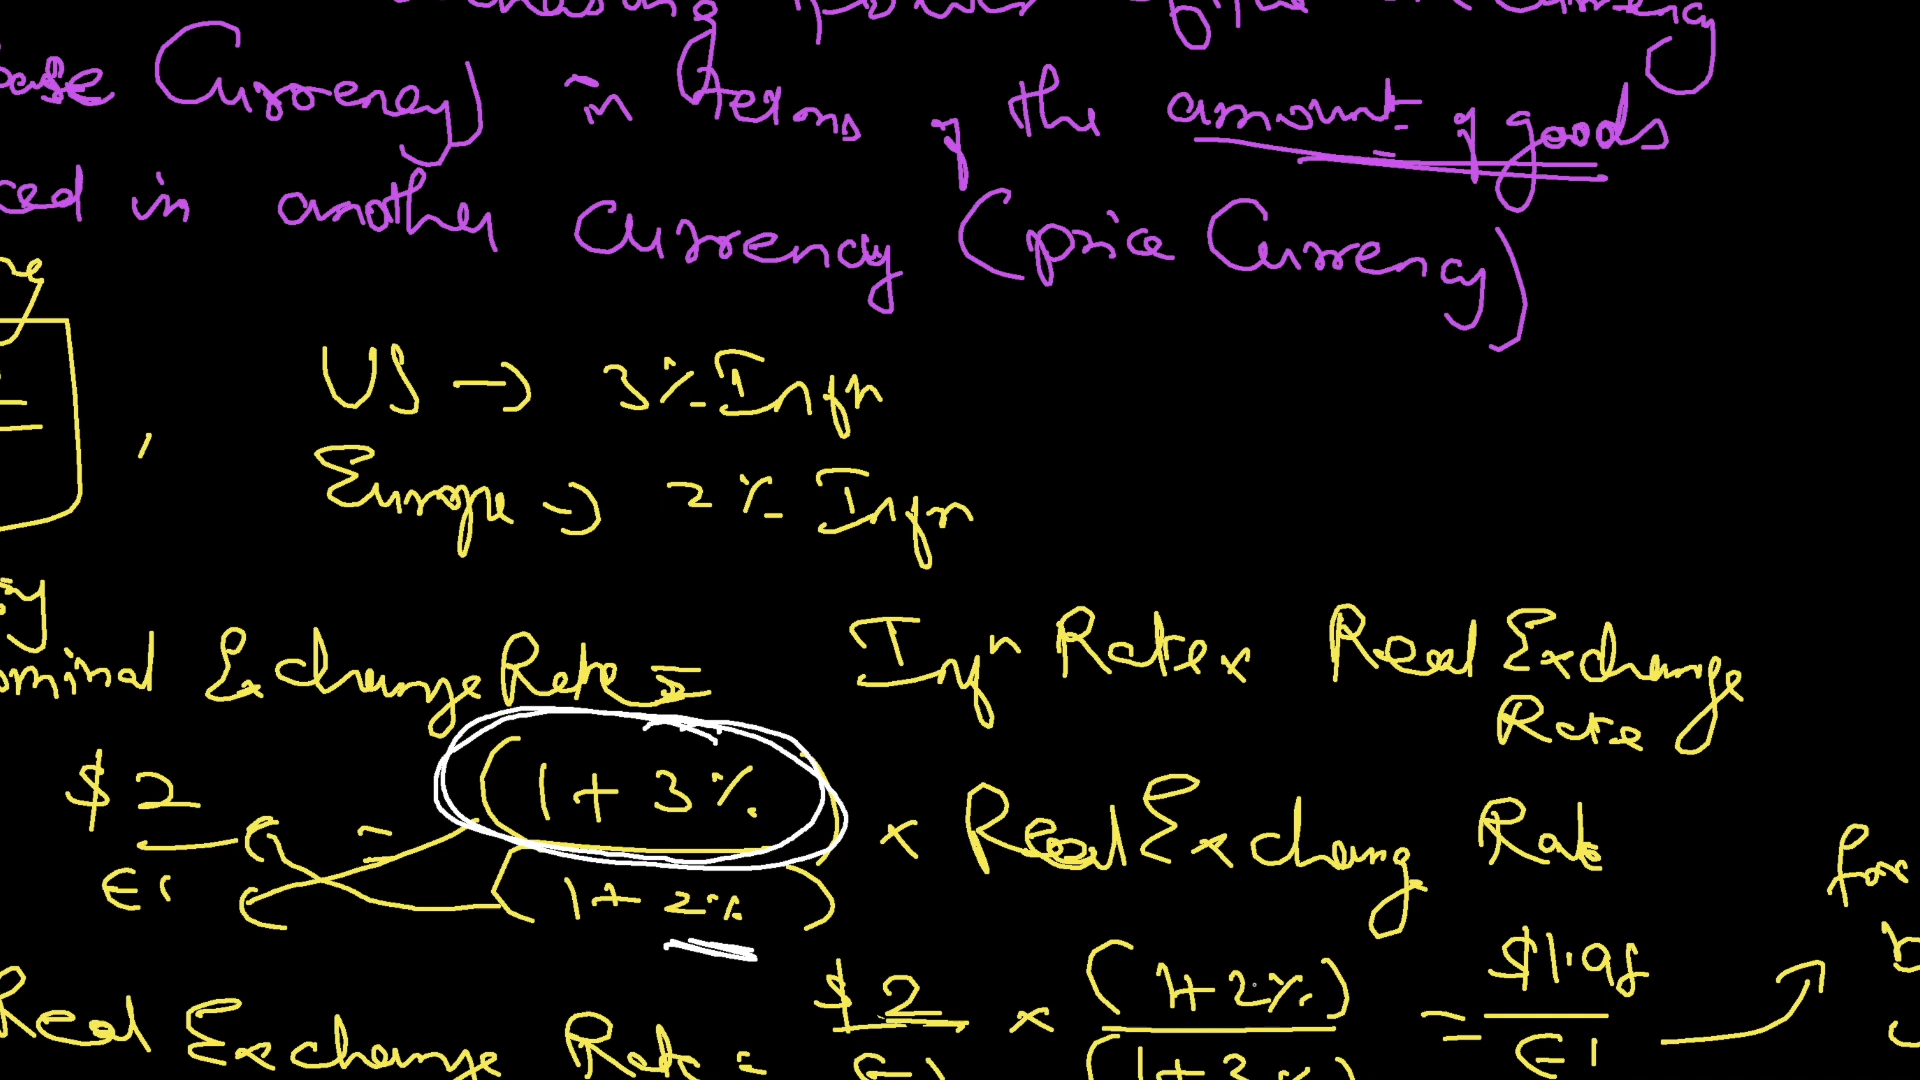 Currency
Currency) in terms of the amount of goods
in another Currency (price Currency)
US → 3% Infn
Europe → 2% Infn
Exchange Rate = Infn Rate x Real Exchange Rate
$2 / €1 = (1 + 3%) / (1 + 2%) x Real Exchange Rate
Real Exchange Rate = $2 / €1 x (1 + 2%) / (1 + 3%) = $1.98 / €1
for